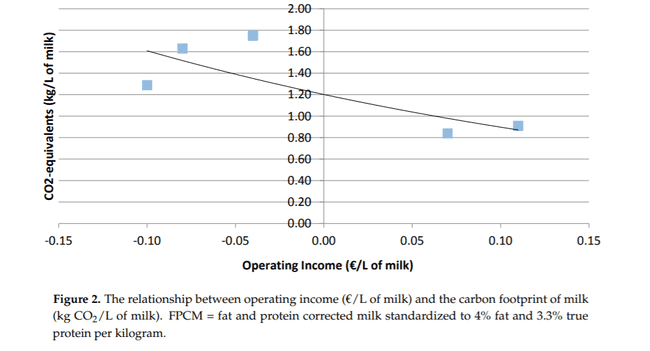 2.00
1.80
1.60
1.40
1.20
1.00
0.80
0.60
0.40
0.20
0.00
CO2-equivalents (kg/L of milk)
-0.15 -0.10 -0.05 0.00 0.05 0.10 0.15
Operating Income (€/L of milk)
Figure 2. The relationship between operating income (€/L of milk) and the carbon footprint of milk
(kg CO₂/L of milk). FPCM = fat and protein corrected milk standardized to 4% fat and 3.3% true
protein per kilogram.